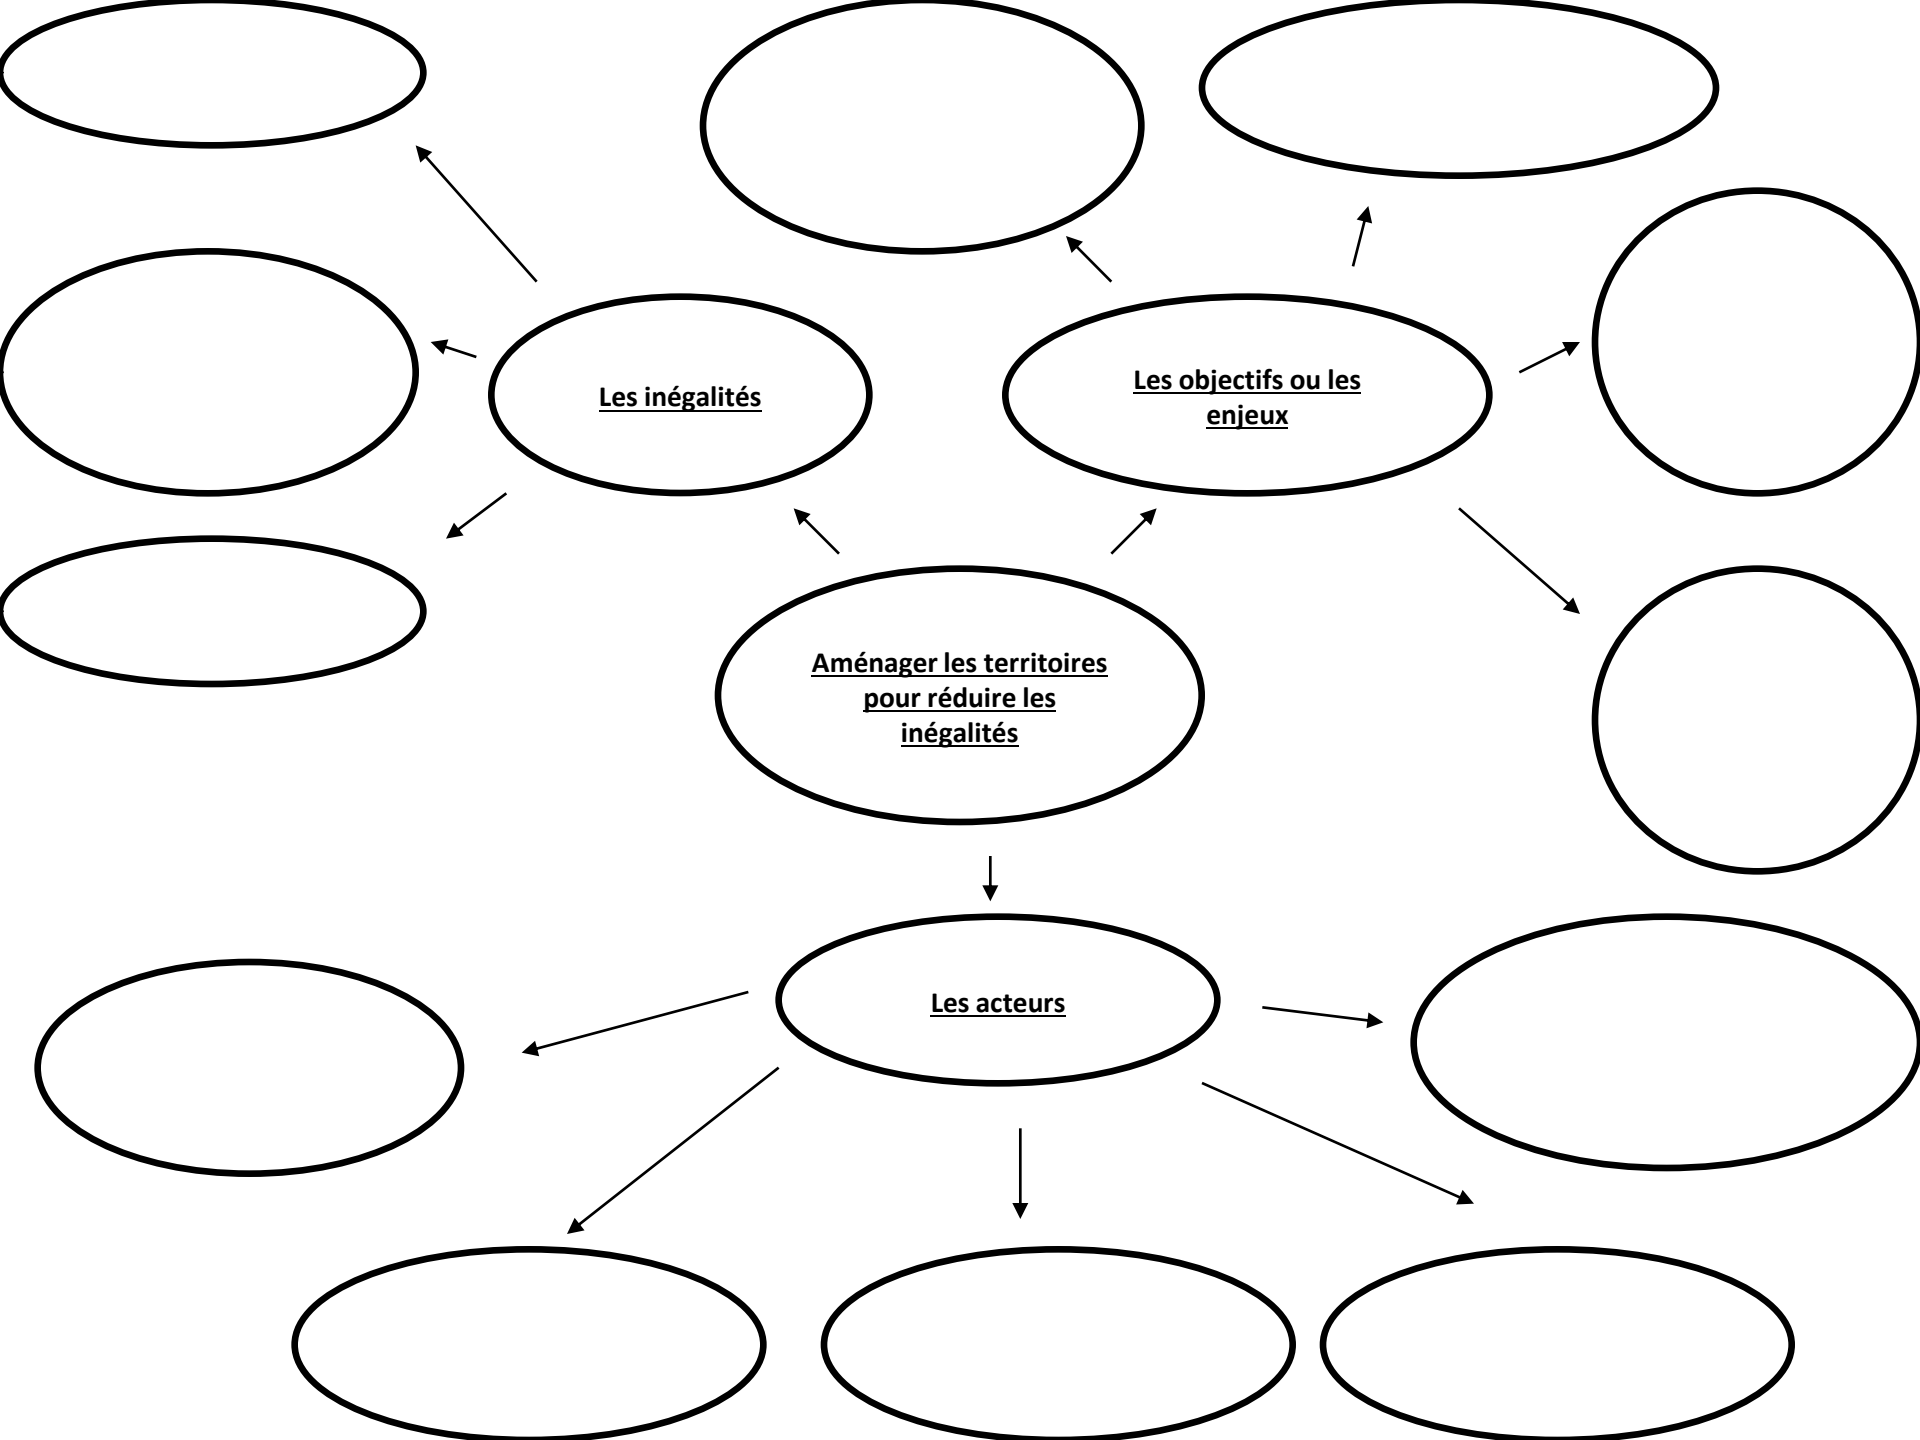 Les inégalités
Les objectifs ou les
enjeux
Aménager les territoires
pour réduire les
inégalités
Les acteurs